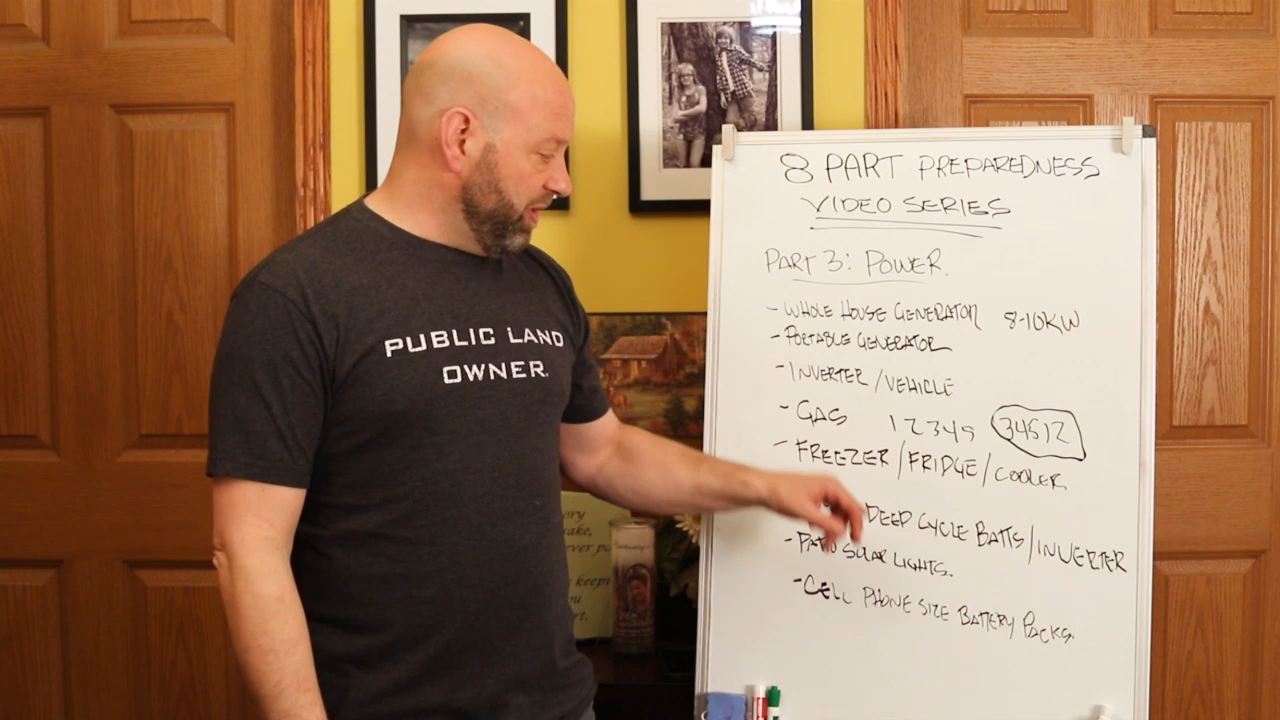 PUBLIC LAND
OWNER.
8 PART PREPAREDNESS
VIDEO SERIES
PART 3: POWER.
- WHOLE HOUSE GENERATOR 8-10KW
- PORTABLE GENERATOR
- INVERTER/VEHICLE
- GAS 12345 34512
- FREEZER/FRIDGE/COOLER
DEEP CYCLE BATTS/INVERTER
- PATIO SOLAR LIGHTS.
- CELL PHONE SIZE BATTERY PACKS.